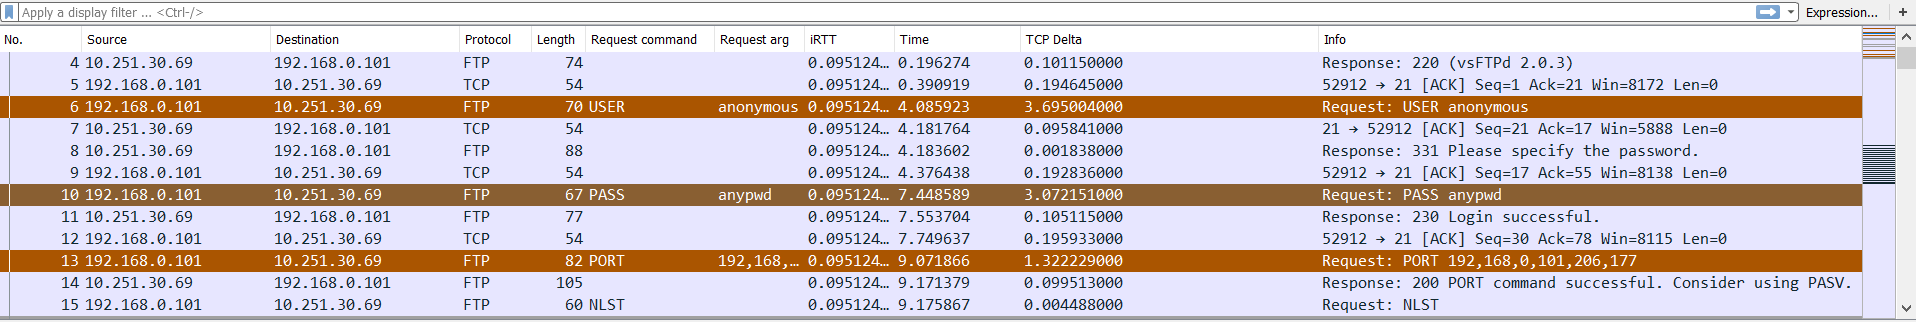 Apply a display filter ... <Ctrl-/> Expression... +
No. Source Destination Protocol Length Request command Request arg iRTT Time TCP Delta Info
4 10.251.30.69 192.168.0.101 FTP 74 0.095124… 0.196274 0.101150000 Response: 220 (vsFTPd 2.0.3)
5 192.168.0.101 10.251.30.69 TCP 54 0.095124… 0.390919 0.194645000 52912 → 21 [ACK] Seq=1 Ack=21 Win=8172 Len=0
6 192.168.0.101 10.251.30.69 FTP 70 USER anonymous 0.095124… 4.085923 3.695004000 Request: USER anonymous
7 10.251.30.69 192.168.0.101 TCP 54 0.095124… 4.181764 0.095841000 21 → 52912 [ACK] Seq=21 Ack=17 Win=5888 Len=0
8 10.251.30.69 192.168.0.101 FTP 88 0.095124… 4.183602 0.001838000 Response: 331 Please specify the password.
9 192.168.0.101 10.251.30.69 TCP 54 0.095124… 4.376438 0.192836000 52912 → 21 [ACK] Seq=17 Ack=55 Win=8138 Len=0
10 192.168.0.101 10.251.30.69 FTP 67 PASS anypwd 0.095124… 7.448589 3.072151000 Request: PASS anypwd
11 10.251.30.69 192.168.0.101 FTP 77 0.095124… 7.553704 0.105115000 Response: 230 Login successful.
12 192.168.0.101 10.251.30.69 TCP 54 0.095124… 7.749637 0.195933000 52912 → 21 [ACK] Seq=30 Ack=78 Win=8115 Len=0
13 192.168.0.101 10.251.30.69 FTP 82 PORT 192,168,… 0.095124… 9.071866 1.322229000 Request: PORT 192,168,0,101,206,177
14 10.251.30.69 192.168.0.101 FTP 105 0.095124… 9.171379 0.099513000 Response: 200 PORT command successful. Consider using PASV.
15 192.168.0.101 10.251.30.69 FTP 60 NLST 0.095124… 9.175867 0.004488000 Request: NLST